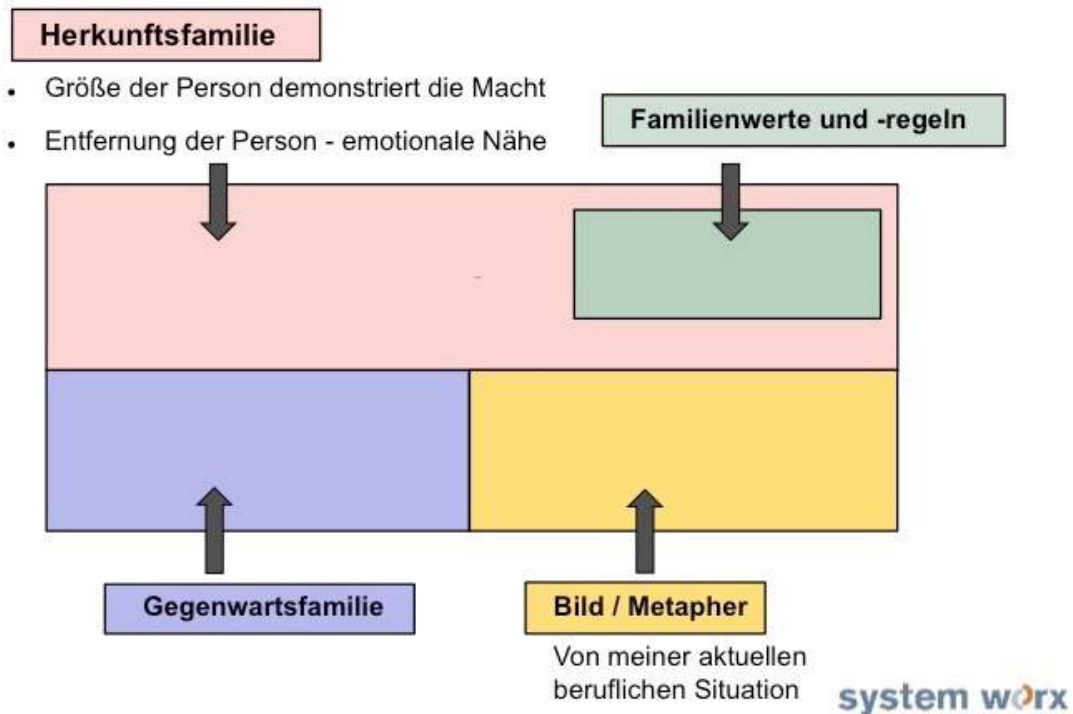 Herkunftsfamilie
• Größe der Person demonstriert die Macht
• Entfernung der Person - emotionale Nähe
Familienwerte und -regeln
Gegenwartsfamilie
Bild / Metapher
Von meiner aktuellen
beruflichen Situation
system worx